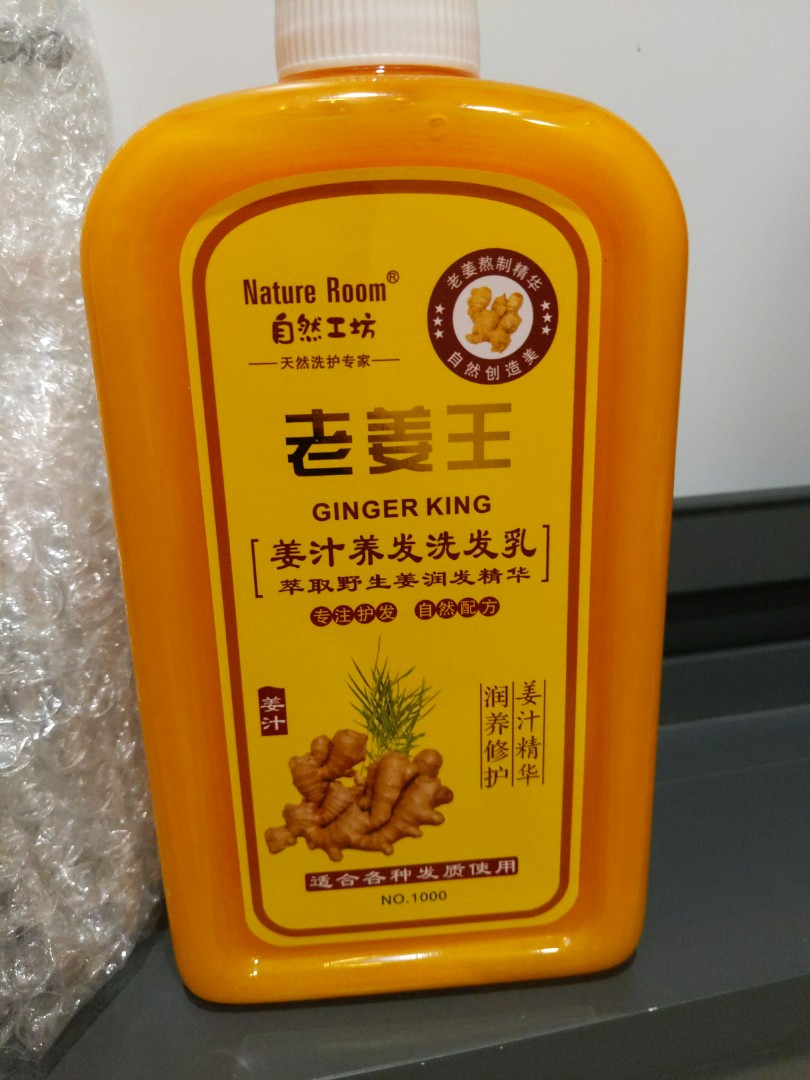 Nature Room®
自然工坊
天然洗护专家
老姜熬制精华
自然创造美
老姜王
GINGER KING
[姜汁养发洗发乳
萃取野生姜润发精华]
专注护发 自然配方
姜汁
姜汁精华
润养修护
适合各种发质使用
NO.1000